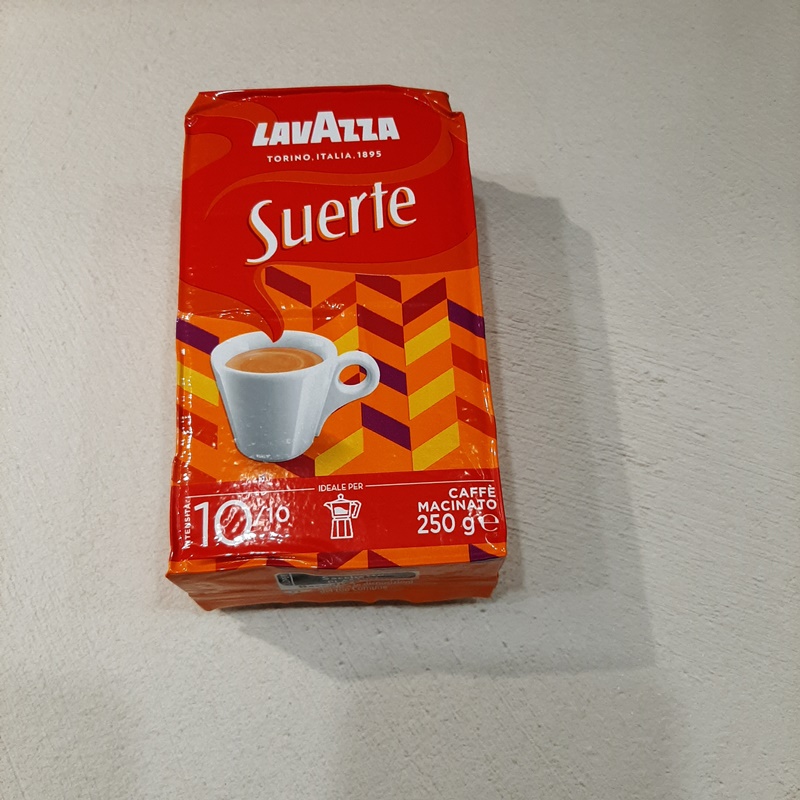 LAVAZZA
TORINO, ITALIA, 1895
Suerte
IDEALE PER
INTENSITÀ
10/10
CAFFÈ
MACINATO
250 g ℮